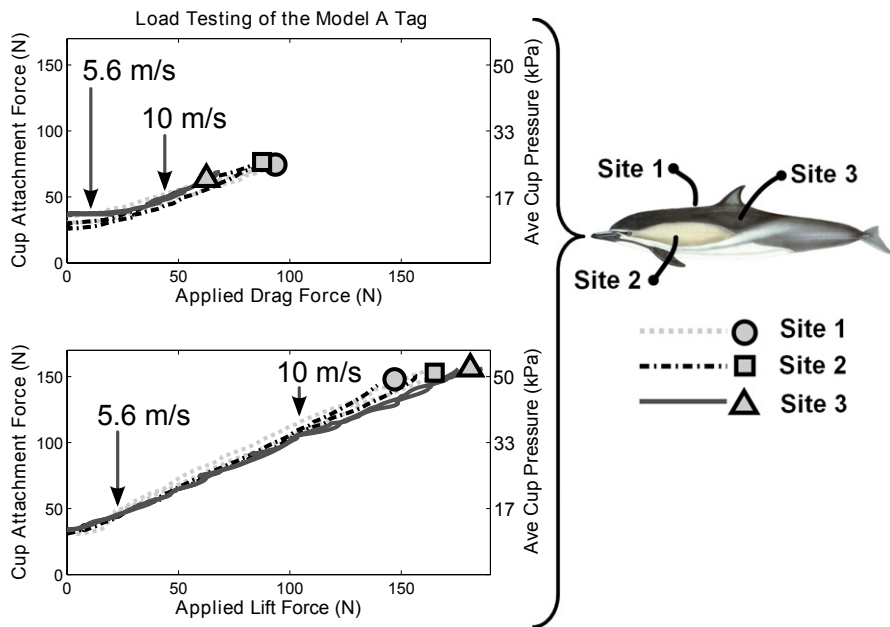 Load Testing of the Model A Tag
Cup Attachment Force (N)
150
100
50
0
5.6 m/s
10 m/s
50
33
17
Ave Cup Pressure (kPa)
0
50
100
150
Applied Drag Force (N)
Cup Attachment Force (N)
150
100
50
0
5.6 m/s
10 m/s
50
33
17
Ave Cup Pressure (kPa)
0
50
100
150
Applied Lift Force (N)
Site 1
Site 3
Site 2
Site 1
Site 2
Site 3